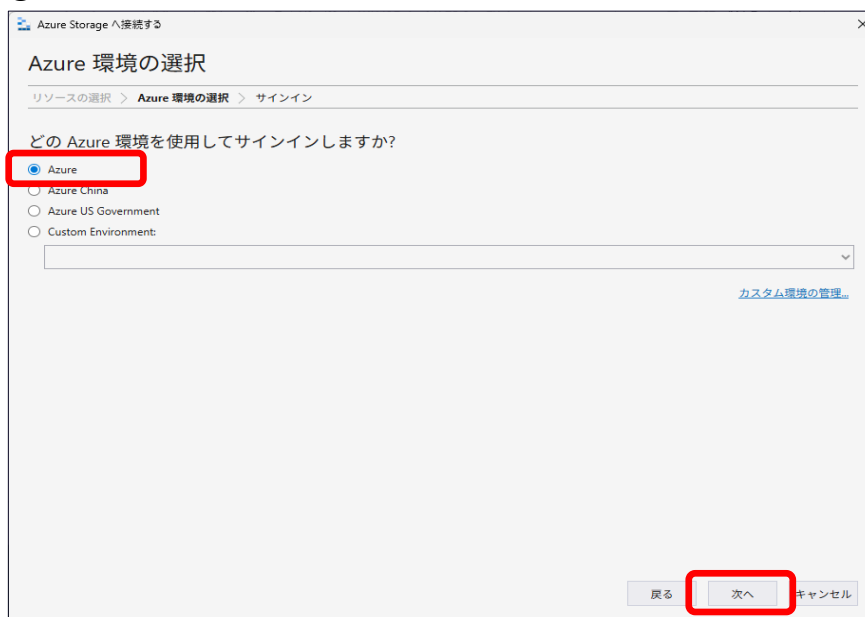 Azure Storage へ接続する
Azure 環境の選択
リソースの選択 > Azure 環境の選択 > サインイン
どの Azure 環境を使用してサインインしますか?
Azure
Azure China
Azure US Government
Custom Environment:
カスタム環境の管理...
戻る 次へ キャンセル